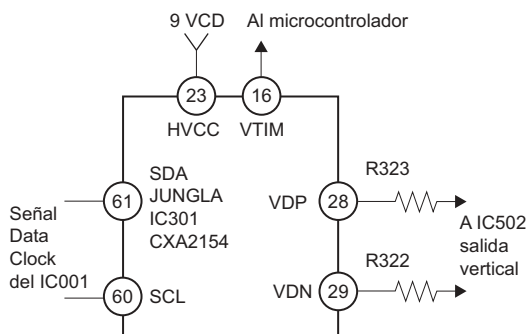 9 VCD
Al microcontrolador
23
16
HVCC
VTIM
SDA
JUNGLA
IC301
CXA2154
61
Señal
Data
Clock
del IC001
60
SCL
VDP
28
R323
A IC502
salida
vertical
VDN
29
R322